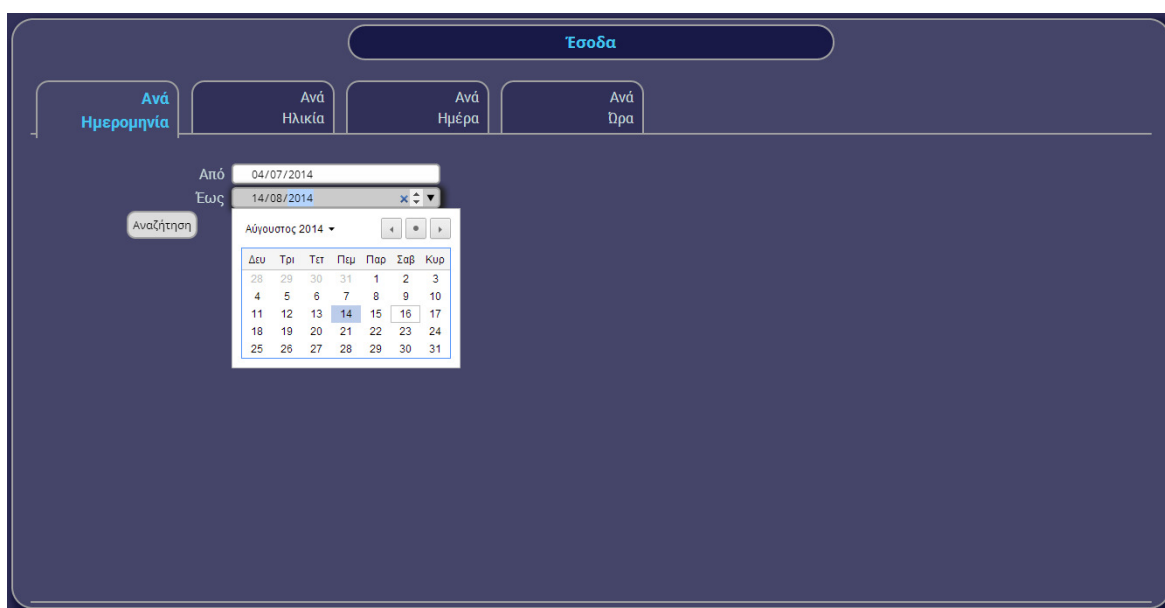 Έσοδα
Ανά Ημερομηνία
Ανά Ηλικία
Ανά Ημέρα
Ανά Ώρα
Από 04/07/2014
Έως 14/08/2014
Αναζήτηση
Αύγουστος 2014
Δευ Τρι Τετ Πεμ Παρ Σαβ Κυρ
28 29 30 31 1 2 3
4 5 6 7 8 9 10
11 12 13 14 15 16 17
18 19 20 21 22 23 24
25 26 27 28 29 30 31